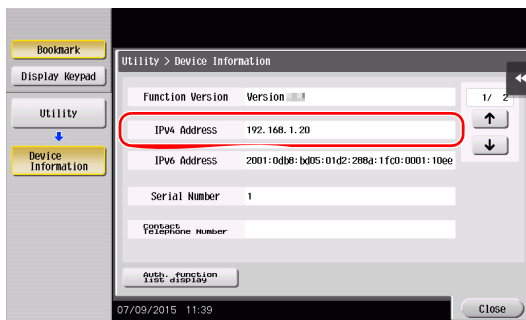 Bookmark
Display Keypad
Utility
Device
Information
Utility > Device Information
Function Version Version
1/ 2
IPv4 Address 192.168.1.20
IPv6 Address 2001:0db8:bd05:01d2:288a:1fc0:0001:10ee
Serial Number 1
Contact
Telephone Number
Auth. function
list display
07/09/2015 11:39
Close